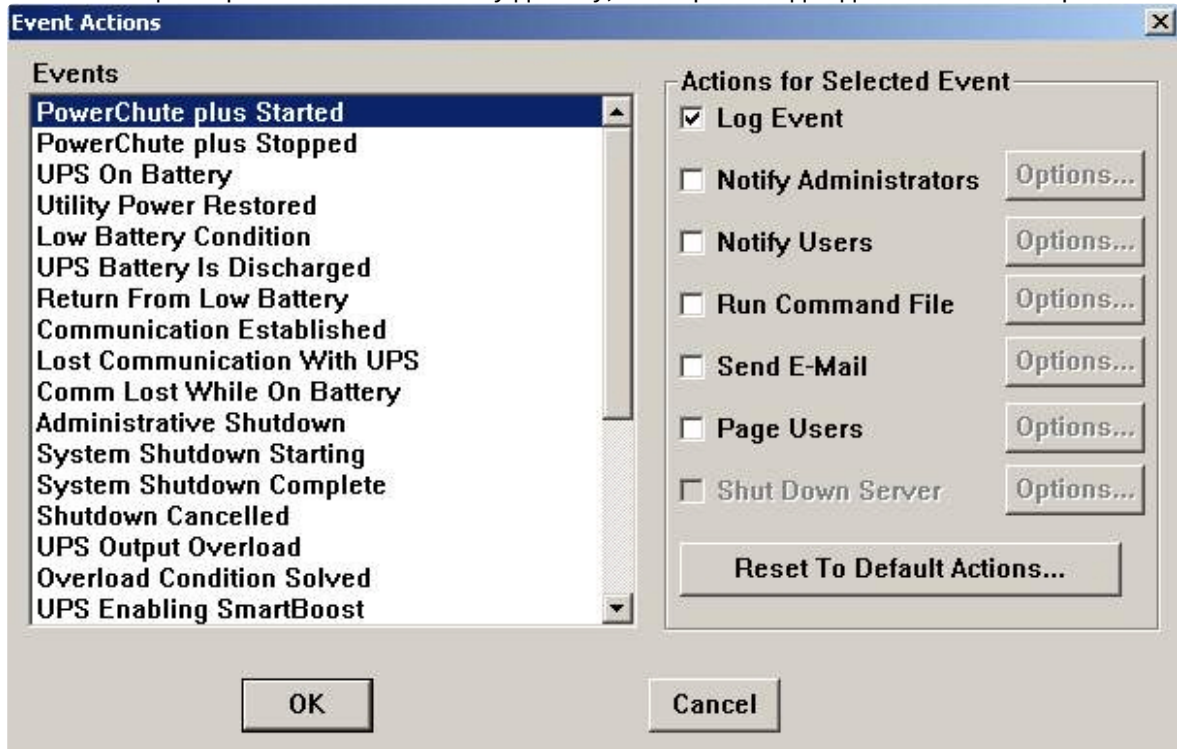 Event Actions
Events
PowerChute plus Started
PowerChute plus Stopped
UPS On Battery
Utility Power Restored
Low Battery Condition
UPS Battery Is Discharged
Return From Low Battery
Communication Established
Lost Communication With UPS
Comm Lost While On Battery
Administrative Shutdown
System Shutdown Starting
System Shutdown Complete
Shutdown Cancelled
UPS Output Overload
Overload Condition Solved
UPS Enabling SmartBoost
Actions for Selected Event
Log Event
Notify Administrators Options...
Notify Users Options...
Run Command File Options...
Send E-Mail Options...
Page Users Options...
Shut Down Server Options...
Reset To Default Actions...
OK Cancel